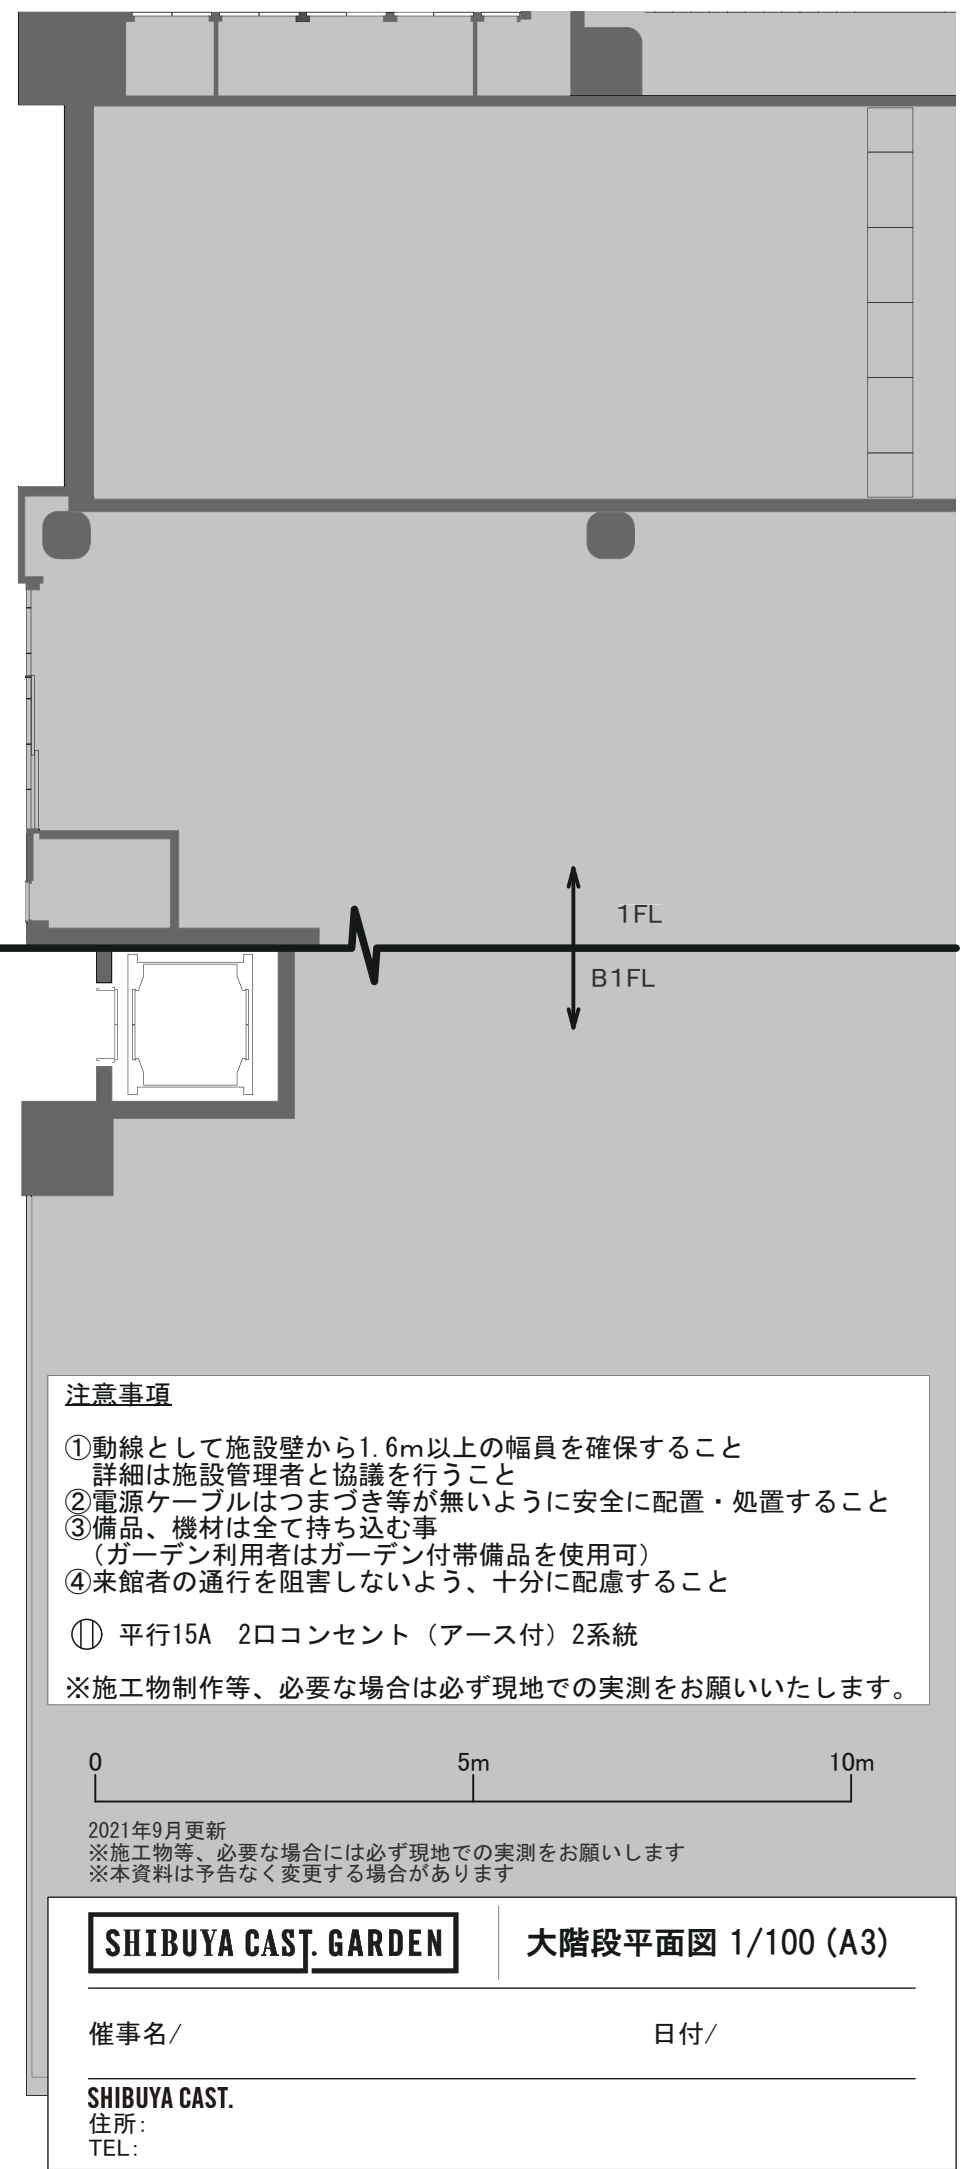 1FL
B1FL
注意事項
①動線として施設壁から1.6m以上の幅員を確保すること
詳細は施設管理者と協議を行うこと
②電源ケーブルはつまづき等が無いように安全に配置・処置すること
③備品、機材は全て持ち込む事
（ガーデン利用者はガーデン付帯備品を使用可）
④来館者の通行を阻害しないよう、十分に配慮すること
平行15A 2口コンセント（アース付）2系統
※施工物制作等、必要な場合は必ず現地での実測をお願いいたします。
0 5m 10m
2021年9月更新
※施工物等、必要な場合には必ず現地での実測をお願いします
※本資料は予告なく変更する場合があります
SHIBUYA CAST. GARDEN 大階段平面図 1/100 (A3)
催事名/ 日付/
SHIBUYA CAST.
住所:
TEL: